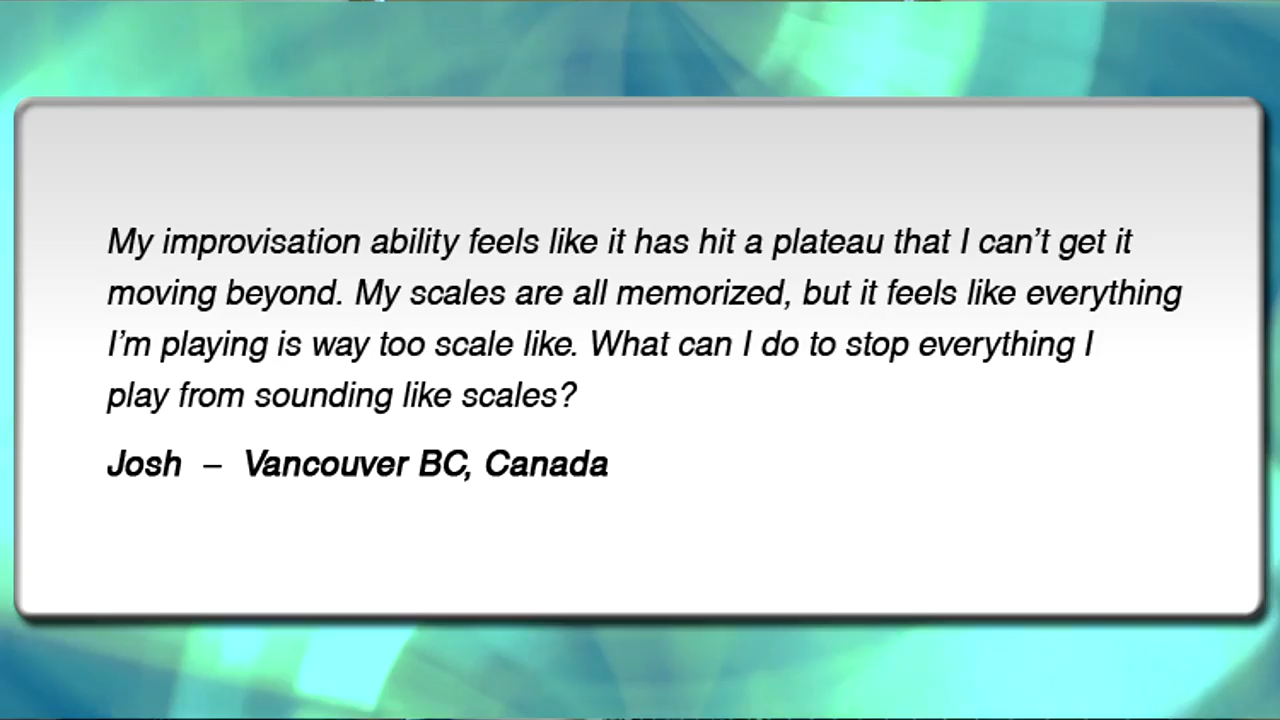 My improvisation ability feels like it has hit a plateau that I can't get it
moving beyond. My scales are all memorized, but it feels like everything
I'm playing is way too scale like. What can I do to stop everything I
play from sounding like scales?
Josh – Vancouver BC, Canada